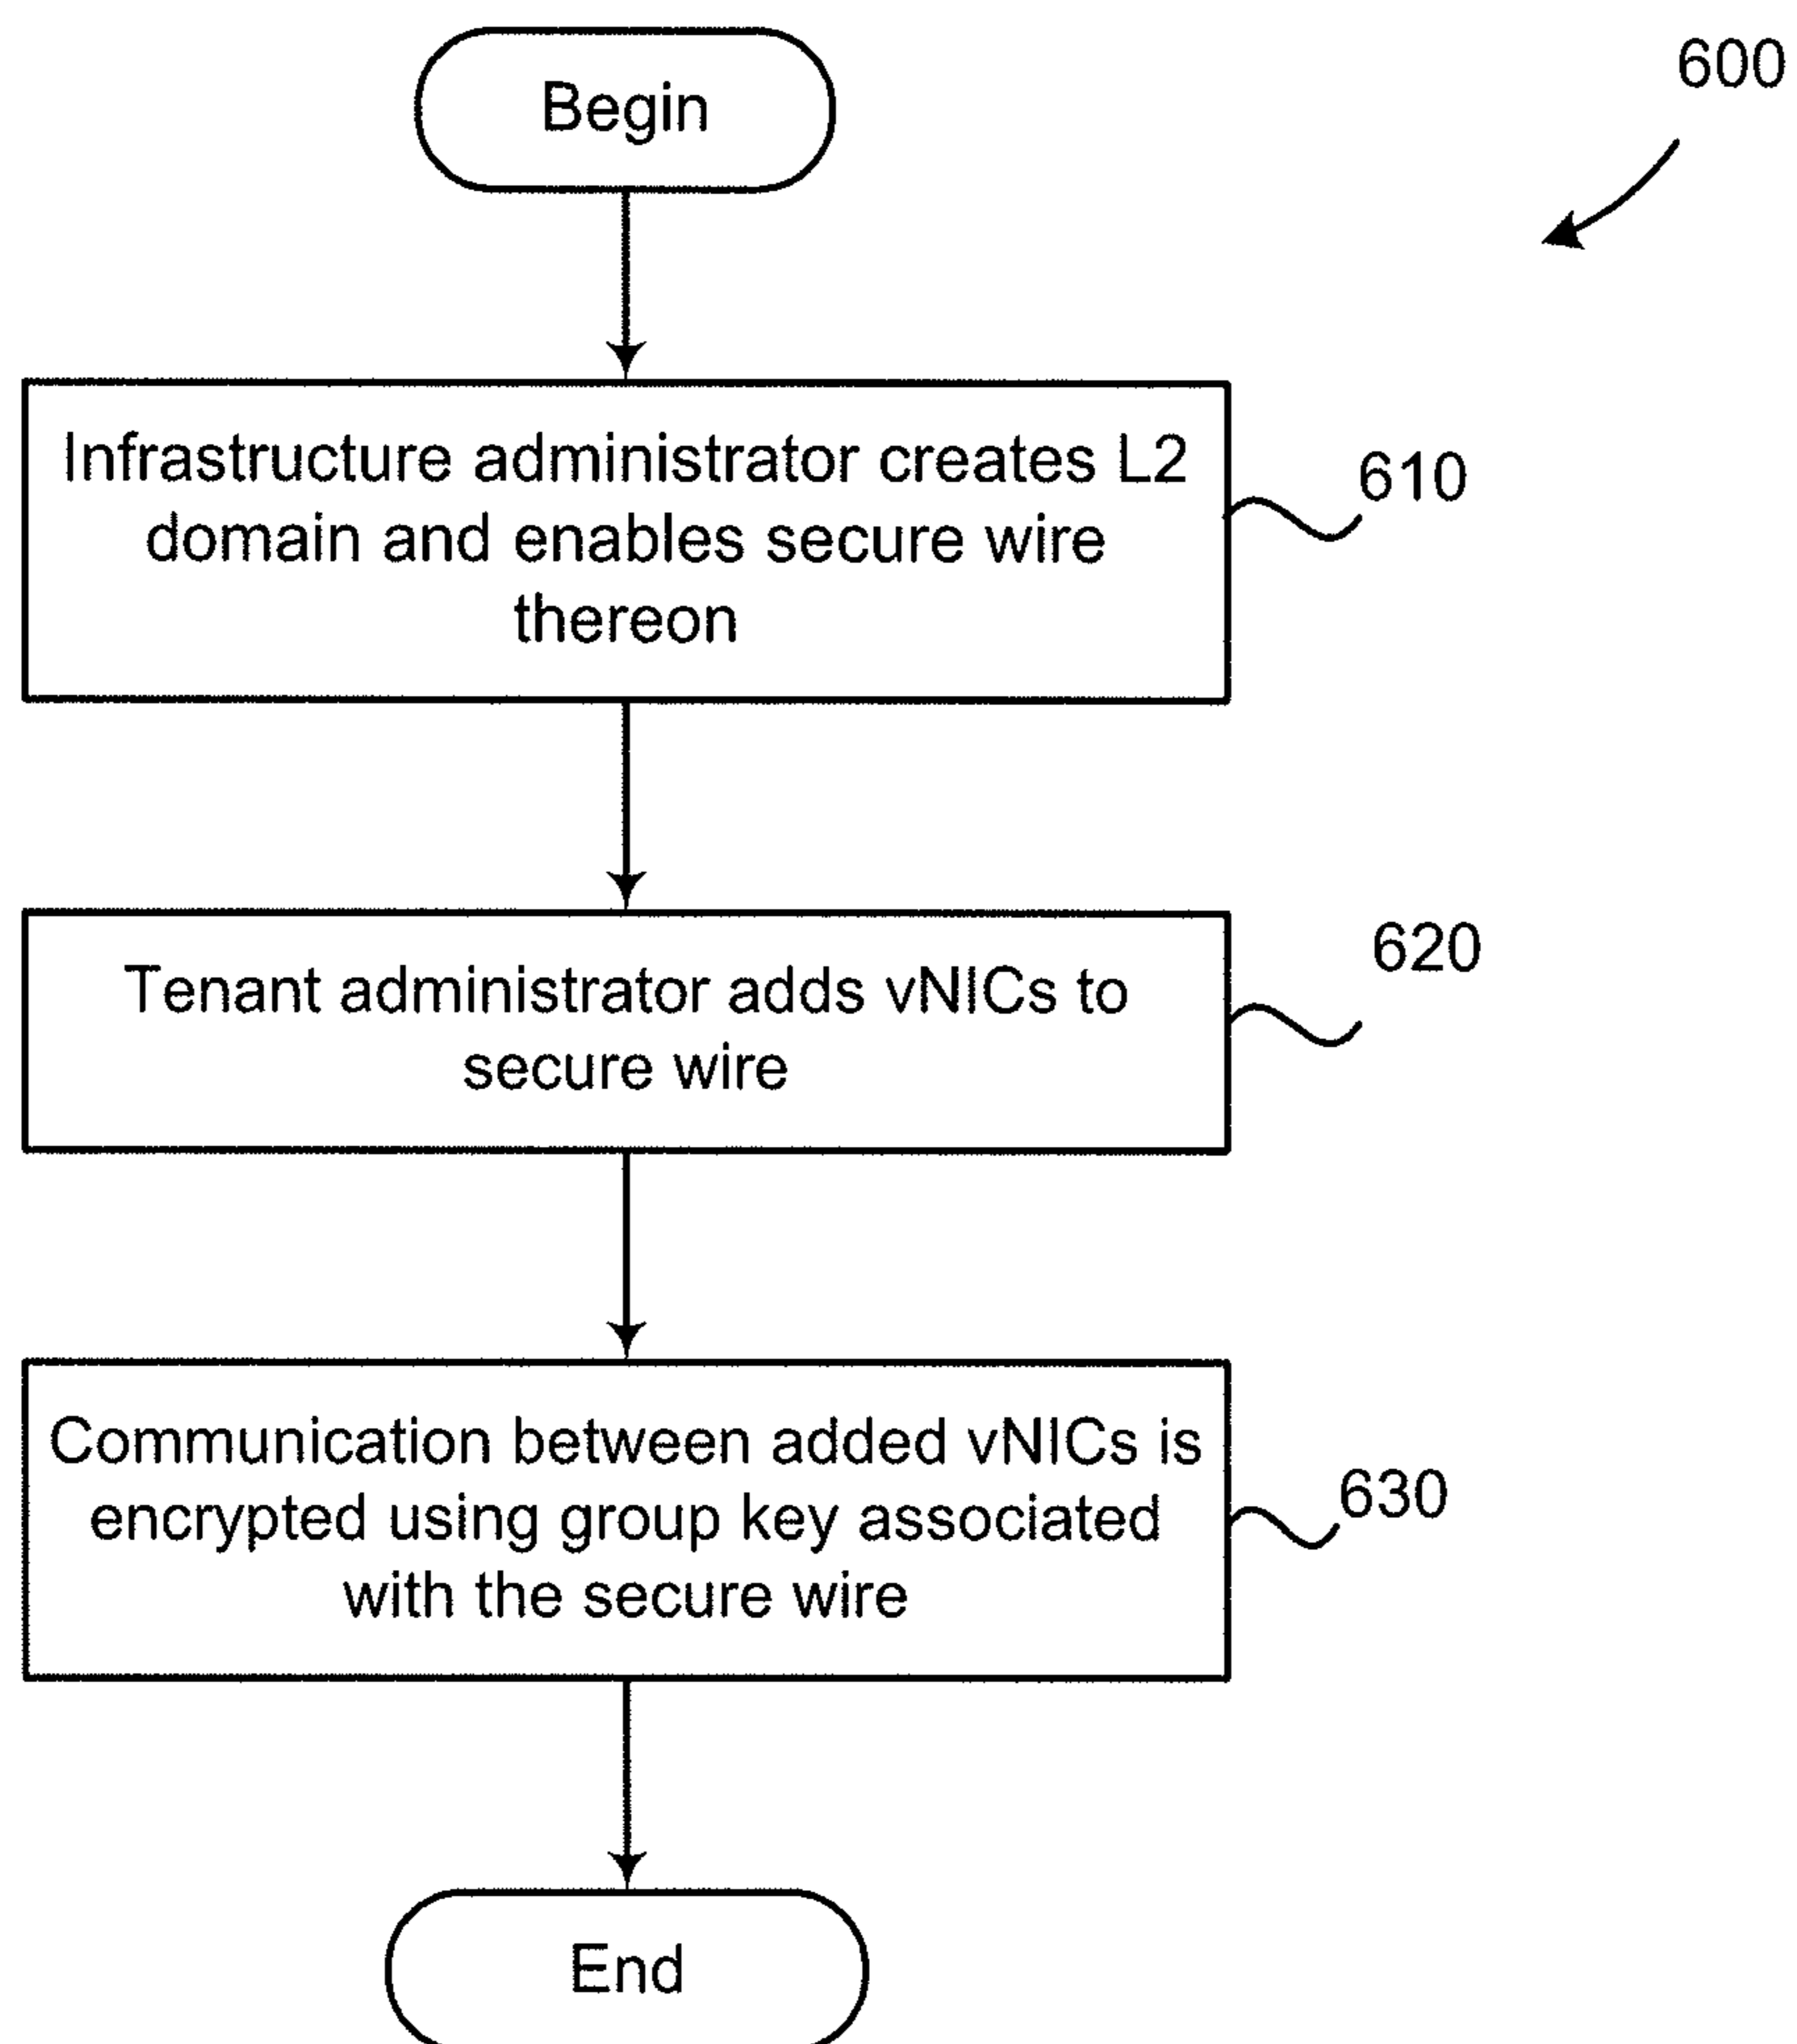 Begin
600
Infrastructure administrator creates L2
domain and enables secure wire
thereon
610
Tenant administrator adds vNICs to
secure wire
620
Communication between added vNICs is
encrypted using group key associated
with the secure wire
630
End